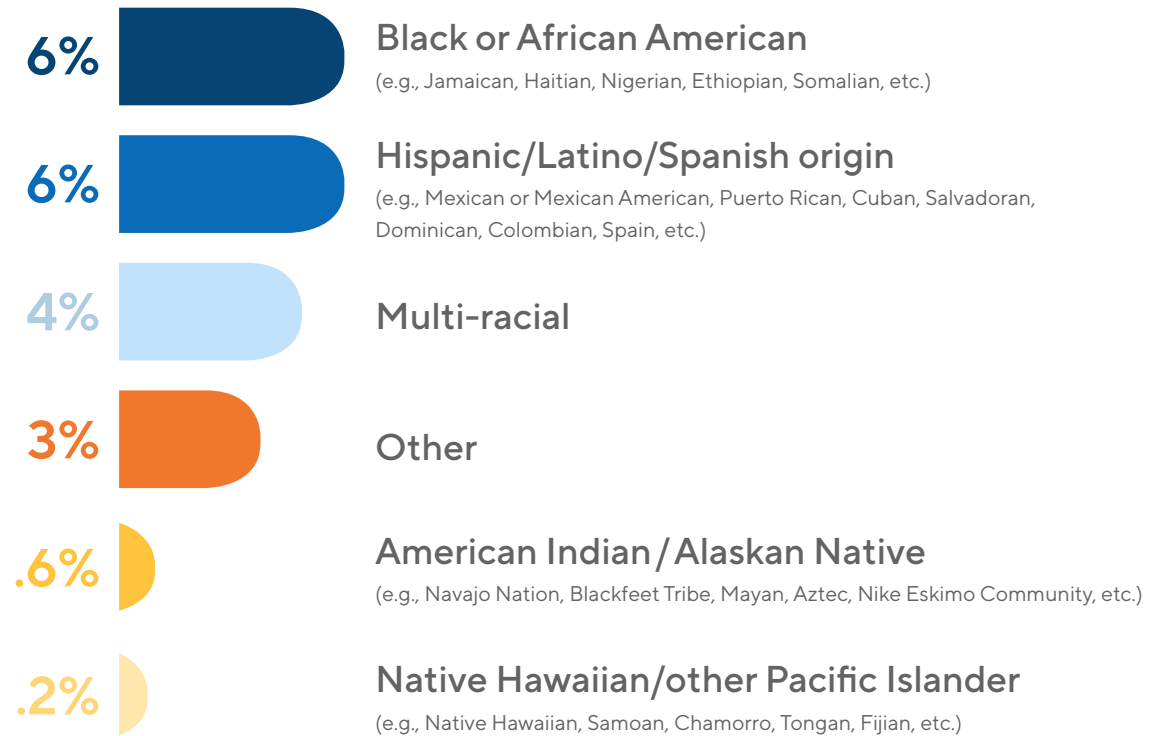 6%
Black or African American
(e.g., Jamaican, Haitian, Nigerian, Ethiopian, Somalian, etc.)
6%
Hispanic/Latino/Spanish origin
(e.g., Mexican or Mexican American, Puerto Rican, Cuban, Salvadoran,
Dominican, Colombian, Spain, etc.)
4%
Multi-racial
3%
Other
.6%
American Indian/Alaskan Native
(e.g., Navajo Nation, Blackfeet Tribe, Mayan, Aztec, Nike Eskimo Community, etc.)
.2%
Native Hawaiian/other Pacific Islander
(e.g., Native Hawaiian, Samoan, Chamorro, Tongan, Fijian, etc.)